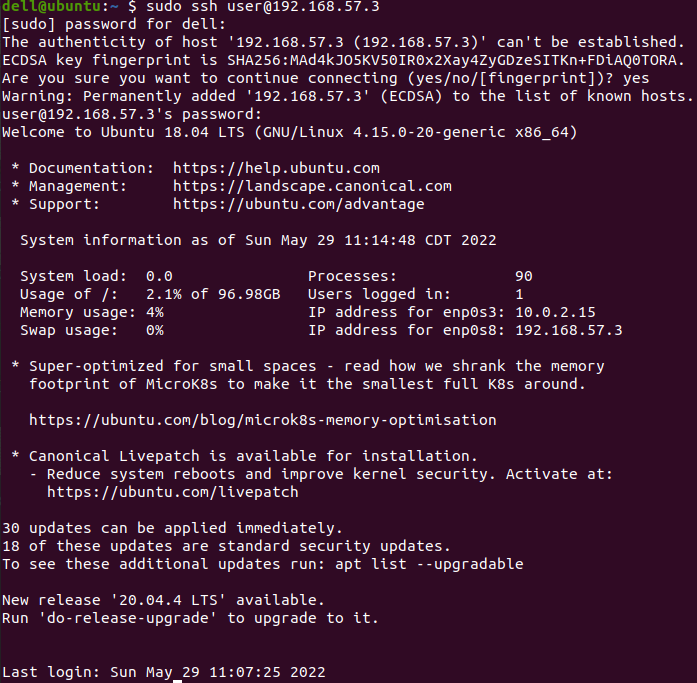 dell@ubuntu:~ $ sudo ssh user@192.168.57.3
[sudo] password for dell:
The authenticity of host '192.168.57.3 (192.168.57.3)' can't be established.
ECDSA key fingerprint is SHA256:MAd4kJO5KV50IR0x2Xay4ZyGDzeSITKn+FDiAQ0TORA.
Are you sure you want to continue connecting (yes/no/[fingerprint])? yes
Warning: Permanently added '192.168.57.3' (ECDSA) to the list of known hosts.
user@192.168.57.3's password:
Welcome to Ubuntu 18.04 LTS (GNU/Linux 4.15.0-20-generic x86_64)

 * Documentation:  https://help.ubuntu.com
 * Management:     https://landscape.canonical.com
 * Support:        https://ubuntu.com/advantage

  System information as of Sun May 29 11:14:48 CDT 2022

  System load:  0.0               Processes:             90
  Usage of /:   2.1% of 96.98GB   Users logged in:       1
  Memory usage: 4%                IP address for enp0s3: 10.0.2.15
  Swap usage:   0%                IP address for enp0s8: 192.168.57.3

 * Super-optimized for small spaces - read how we shrank the memory
   footprint of MicroK8s to make it the smallest full K8s around.

   https://ubuntu.com/blog/microk8s-memory-optimisation

 * Canonical Livepatch is available for installation.
   - Reduce system reboots and improve kernel security. Activate at:
     https://ubuntu.com/livepatch

30 updates can be applied immediately.
18 of these updates are standard security updates.
To see these additional updates run: apt list --upgradable

New release '20.04.4 LTS' available.
Run 'do-release-upgrade' to upgrade to it.

Last login: Sun May 29 11:07:25 2022